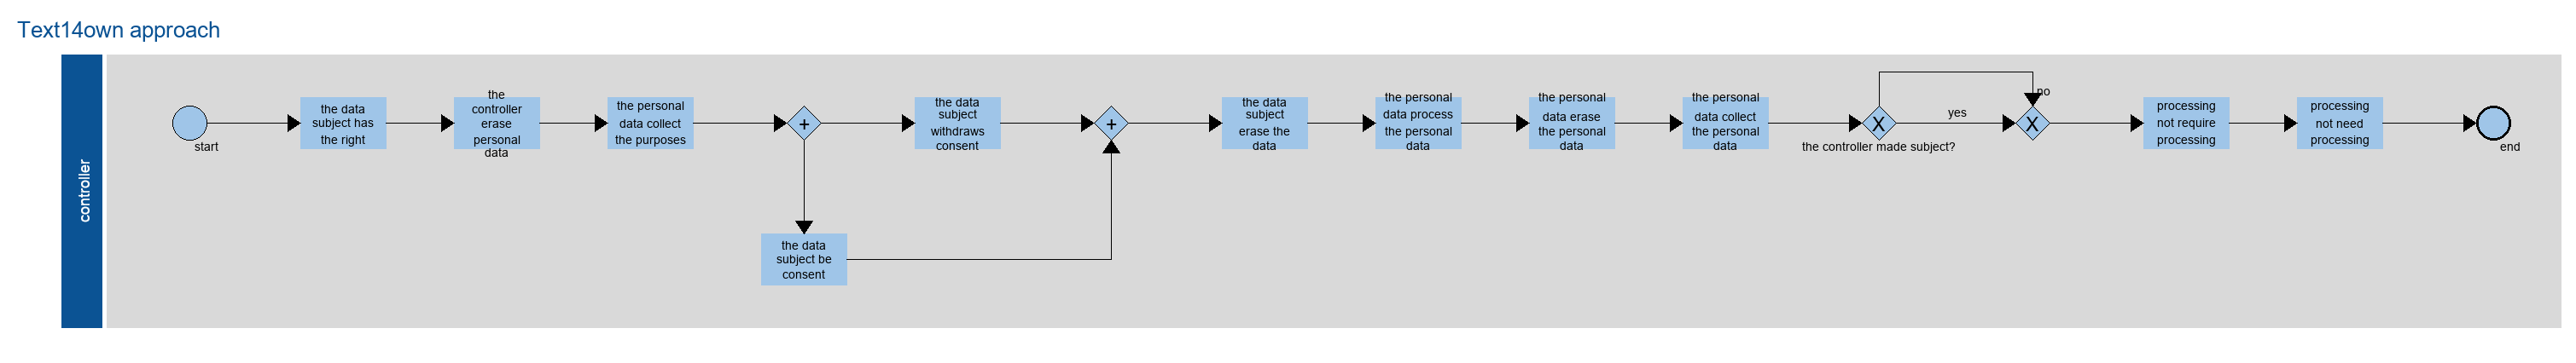 Text14own approach
controller
start
the data
subject has
the right
the
controller
erase
personal
data
the personal
data collect
the purposes
+
the data
subject be
consent
the data
subject
withdraws
consent
+
the data
subject
erase the
data
the personal
data process
the personal
data
the personal
data erase
the personal
data
the personal
data collect
the personal
data
X
the controller made subject?
yes
no
X
processing
not require
processing
processing
not need
processing
end